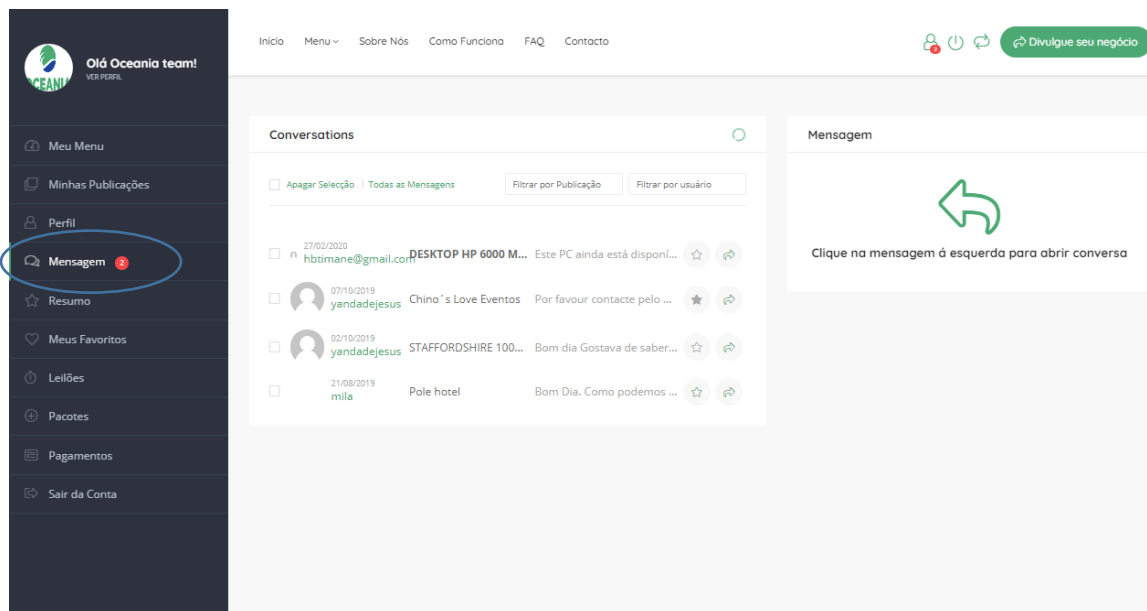 OCEANIA
Olá Oceania team!
VER PERFIL
Meu Menu
Minhas Publicações
Perfil
Mensagem 2
Resumo
Meus Favoritos
Leilões
Pacotes
Pagamentos
Sair da Conta
Início Menu Sobre Nós Como Funciona FAQ Contacto
2
Divulgue seu negócio
Conversations
Apagar Selecção | Todas as Mensagens Filtrar por Publicação Filtrar por usuário
27/02/2020
n hbtimane@gmail.com DESKTOP HP 6000 M... Este PC ainda está disponí...
07/10/2019
yandadejesus Chino´s Love Eventos Por favour contacte pelo ...
02/10/2019
yandadejesus STAFFORDSHIRE 100... Bom dia Gostava de saber...
21/08/2019
mila Pole hotel Bom Dia. Como podemos ...
Mensagem
Clique na mensagem á esquerda para abrir conversa